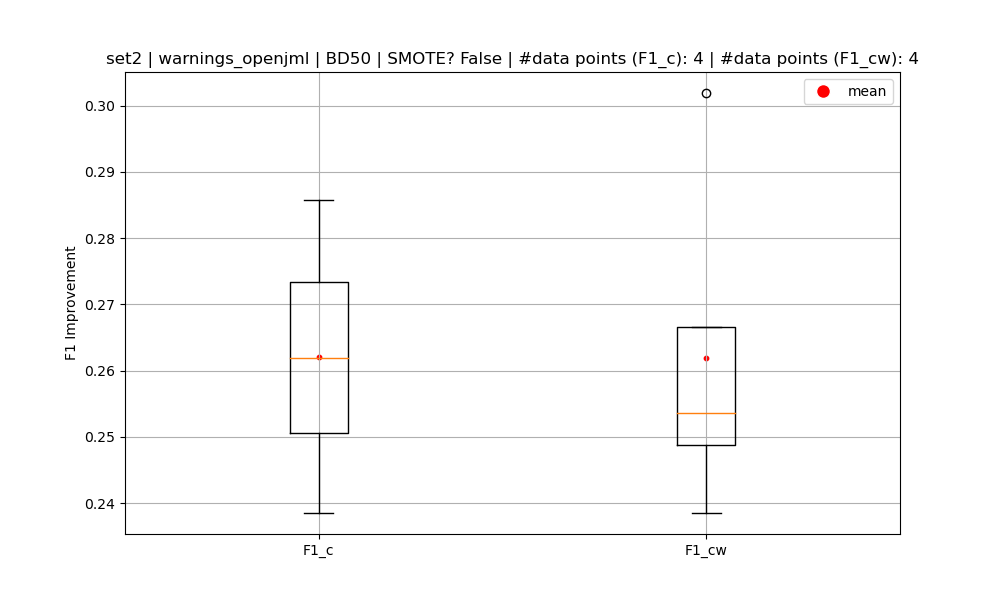 set2 | warnings_openjml | BD50 | SMOTE? False | #data points (F1_c): 4 | #data points (F1_cw): 4
mean
0.30
0.29
0.28
0.27
0.26
0.25
0.24
F1 Improvement
F1_c
F1_cw